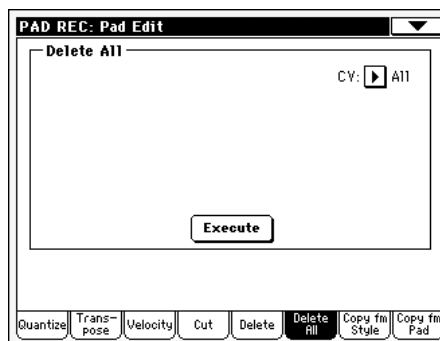 PAD REC: Pad Edit
Delete All
CV: All
Execute
Quantize Trans-pose Velocity Cut Delete Delete All Copy fm Style Copy fm Pad